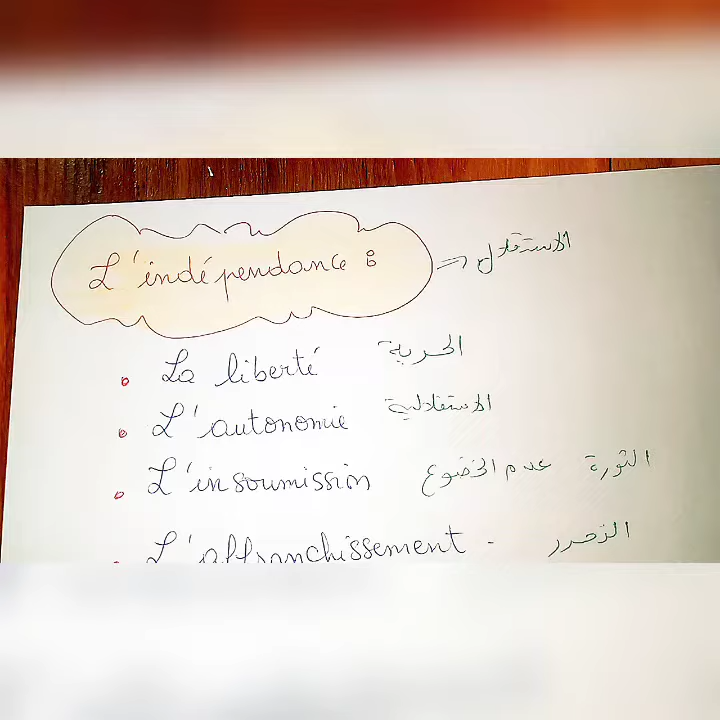 L'indépendance : => الاستقلال
• La liberté الحرية
• L'autonomie الاستقلالية
• L'insoumission الثورة عدم الخضوع
• L'affranchissement - التحرر